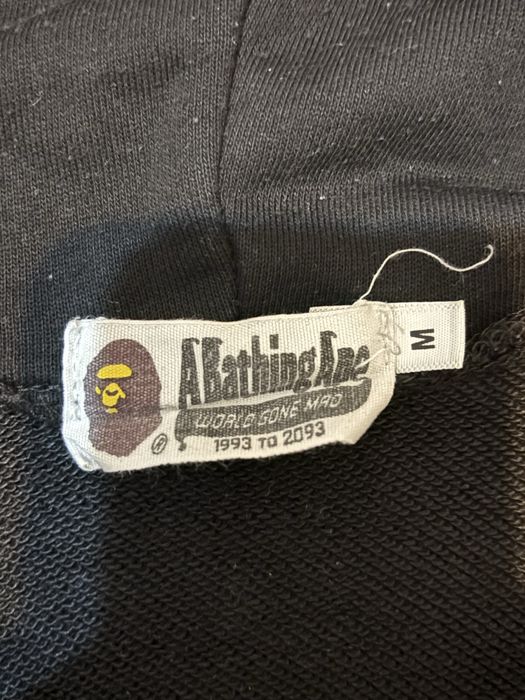 A Bathing Ape
WORLD GONE MAD
®
1993 TO 2093
M